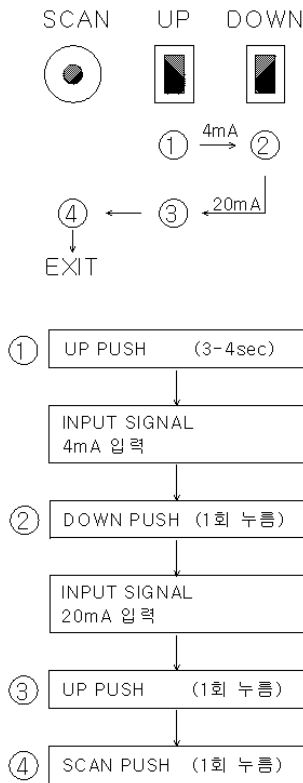 SCAN UP DOWN
① 4mA ②
④ ③ 20mA
EXIT
① UP PUSH (3-4sec)
INPUT SIGNAL
4mA 입력
② DOWN PUSH (1회 누름)
INPUT SIGNAL
20mA 입력
③ UP PUSH (1회 누름)
④ SCAN PUSH (1회 누름)